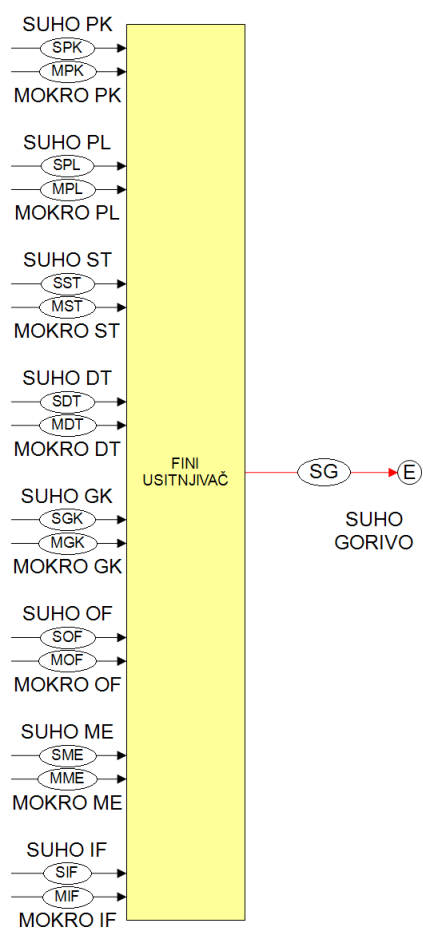 SUHO PK
SPK
MPK
MOKRO PK
SUHO PL
SPL
MPL
MOKRO PL
SUHO ST
SST
MST
MOKRO ST
SUHO DT
SDT
MDT
MOKRO DT
SUHO GK
SGK
MGK
MOKRO GK
SUHO OF
SOF
MOF
MOKRO OF
SUHO ME
SME
MME
MOKRO ME
SUHO IF
SIF
MIF
MOKRO IF
FINI
USITNJIVAČ
SG
E
SUHO
GORIVO